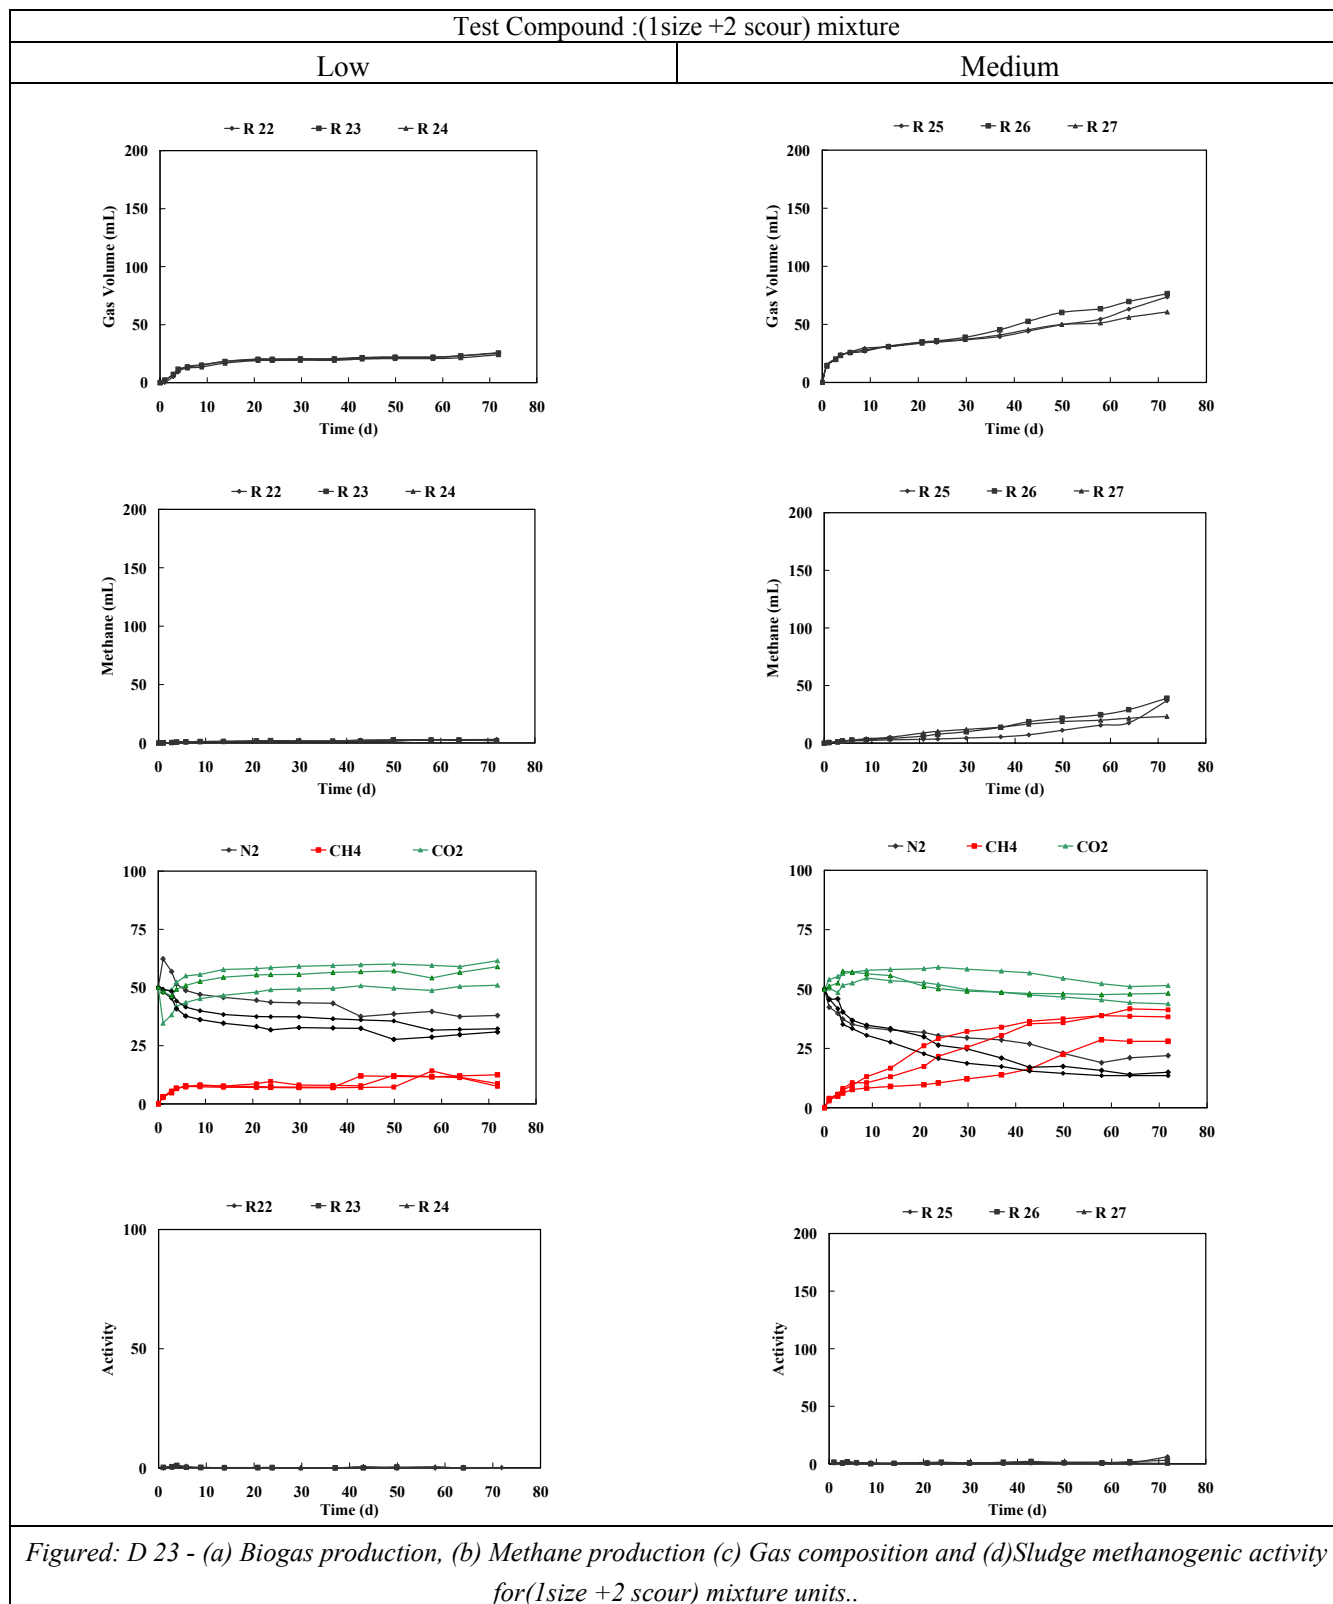 Test Compound :(1size +2 scour) mixture
Low Medium
R 22 R 23 R 24
200
150
100
50
0
Gas Volume (mL)
0 10 20 30 40 50 60 70 80
Time (d)
R 25 R 26 R 27
200
150
100
50
0
Gas Volume (mL)
0 10 20 30 40 50 60 70 80
Time (d)
R 22 R 23 R 24
200
150
100
50
0
Methane (mL)
0 10 20 30 40 50 60 70 80
Time (d)
R 25 R 26 R 27
200
150
100
50
0
Methane (mL)
0 10 20 30 40 50 60 70 80
Time (d)
N2 CH4 CO2
100
75
50
25
0
0 10 20 30 40 50 60 70 80
N2 CH4 CO2
100
75
50
25
0
0 10 20 30 40 50 60 70 80
R22 R 23 R 24
100
50
0
Activity
0 10 20 30 40 50 60 70 80
Time (d)
R 25 R 26 R 27
200
150
100
50
0
Activity
0 10 20 30 40 50 60 70 80
Time (d)
Figured: D 23 - (a) Biogas production, (b) Methane production (c) Gas composition and (d)Sludge methanogenic activity
for(1size +2 scour) mixture units..